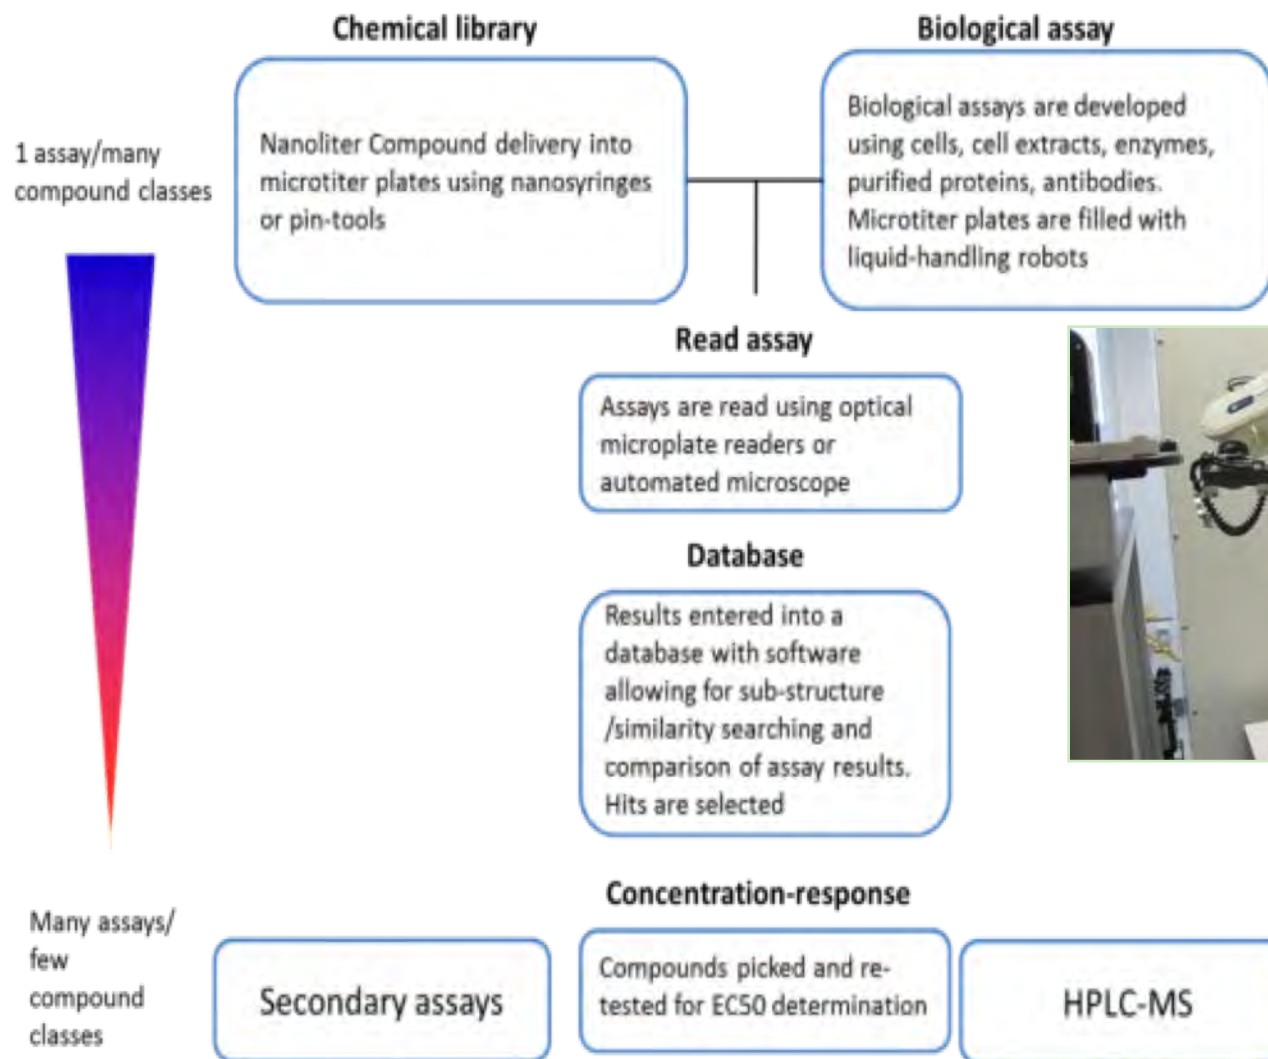 Chemical library
Biological assay
1 assay/many
compound classes
Nanoliter Compound delivery into
microtiter plates using nanosyringes
or pin-tools
Biological assays are developed
using cells, cell extracts, enzymes,
purified proteins, antibodies.
Microtiter plates are filled with
liquid-handling robots
Read assay
Assays are read using optical
microplate readers or
automated microscope
Database
Results entered into a
database with software
allowing for sub-structure
/similarity searching and
comparison of assay results.
Hits are selected
Many assays/
few
compound
classes
Secondary assays
Concentration-response
Compounds picked and re-
tested for EC50 determination
HPLC-MS